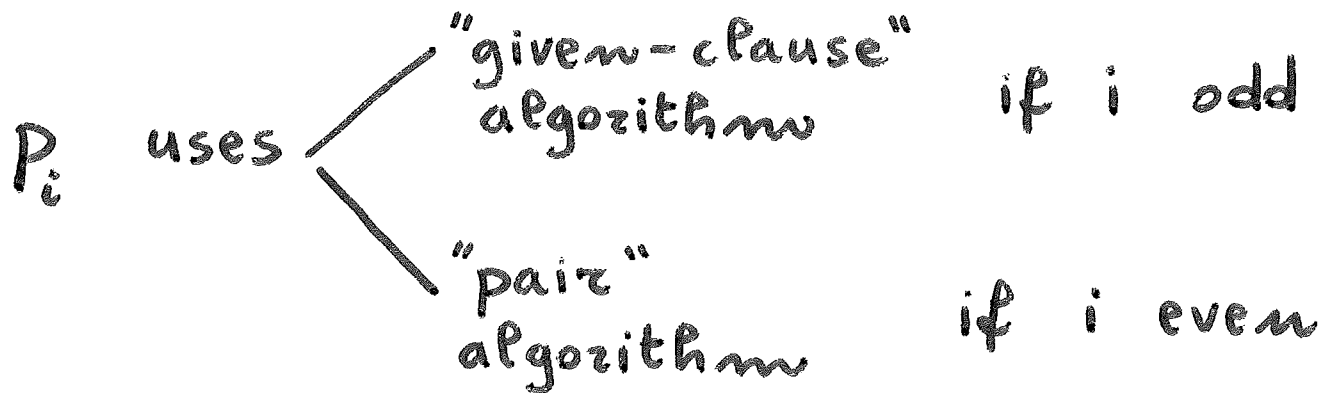 "given-clause"
algorithm if i odd
Pi uses
"pair"
algorithm if i even